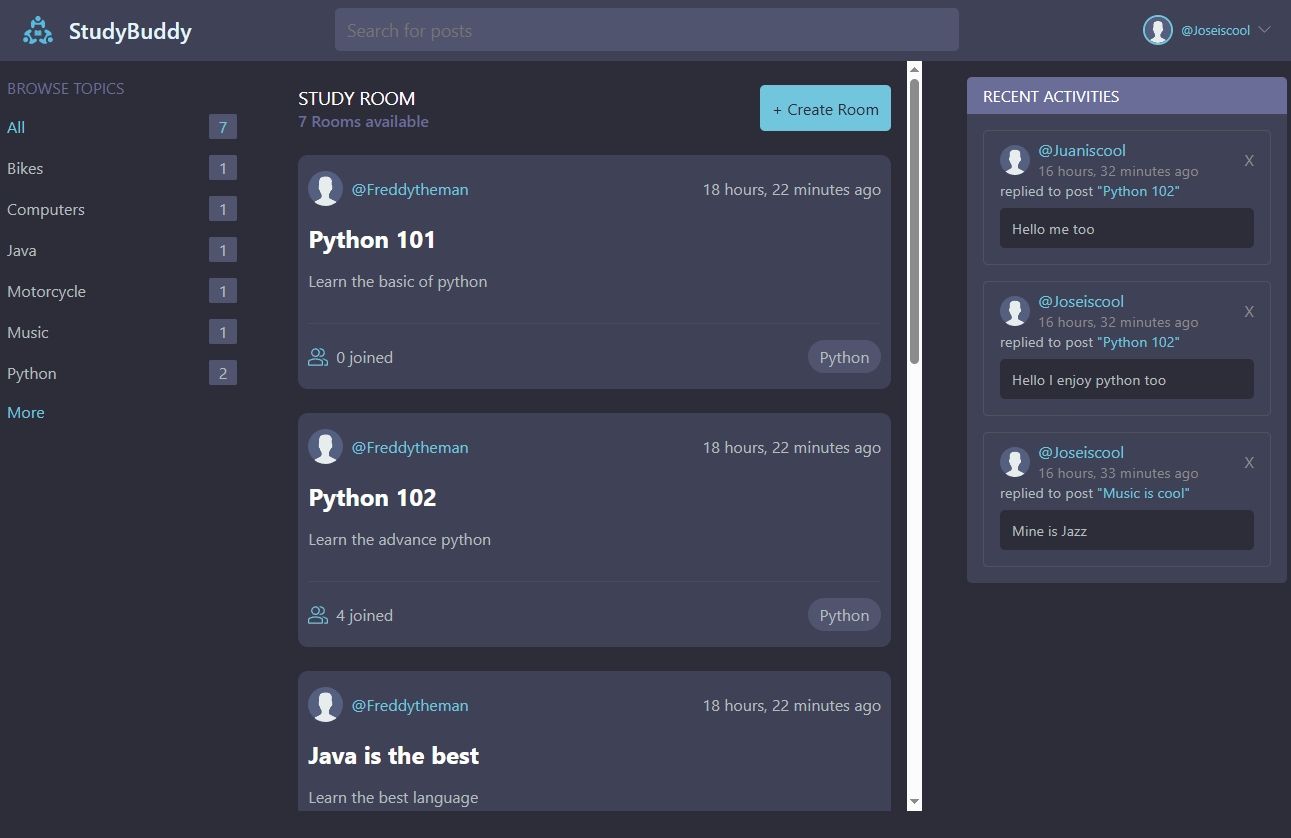 StudyBuddy
Search for posts
@Joseiscool
BROWSE TOPICS
All 7
Bikes 1
Computers 1
Java 1
Motorcycle 1
Music 1
Python 2
More
STUDY ROOM
7 Rooms available
+ Create Room
@Freddytheman 18 hours, 22 minutes ago
Python 101
Learn the basic of python
0 joined Python
@Freddytheman 18 hours, 22 minutes ago
Python 102
Learn the advance python
4 joined Python
@Freddytheman 18 hours, 22 minutes ago
Java is the best
Learn the best language
RECENT ACTIVITIES
@Juaniscool
16 hours, 32 minutes ago X
replied to post "Python 102"
Hello me too
@Joseiscool
16 hours, 32 minutes ago X
replied to post "Python 102"
Hello I enjoy python too
@Joseiscool
16 hours, 33 minutes ago X
replied to post "Music is cool"
Mine is Jazz